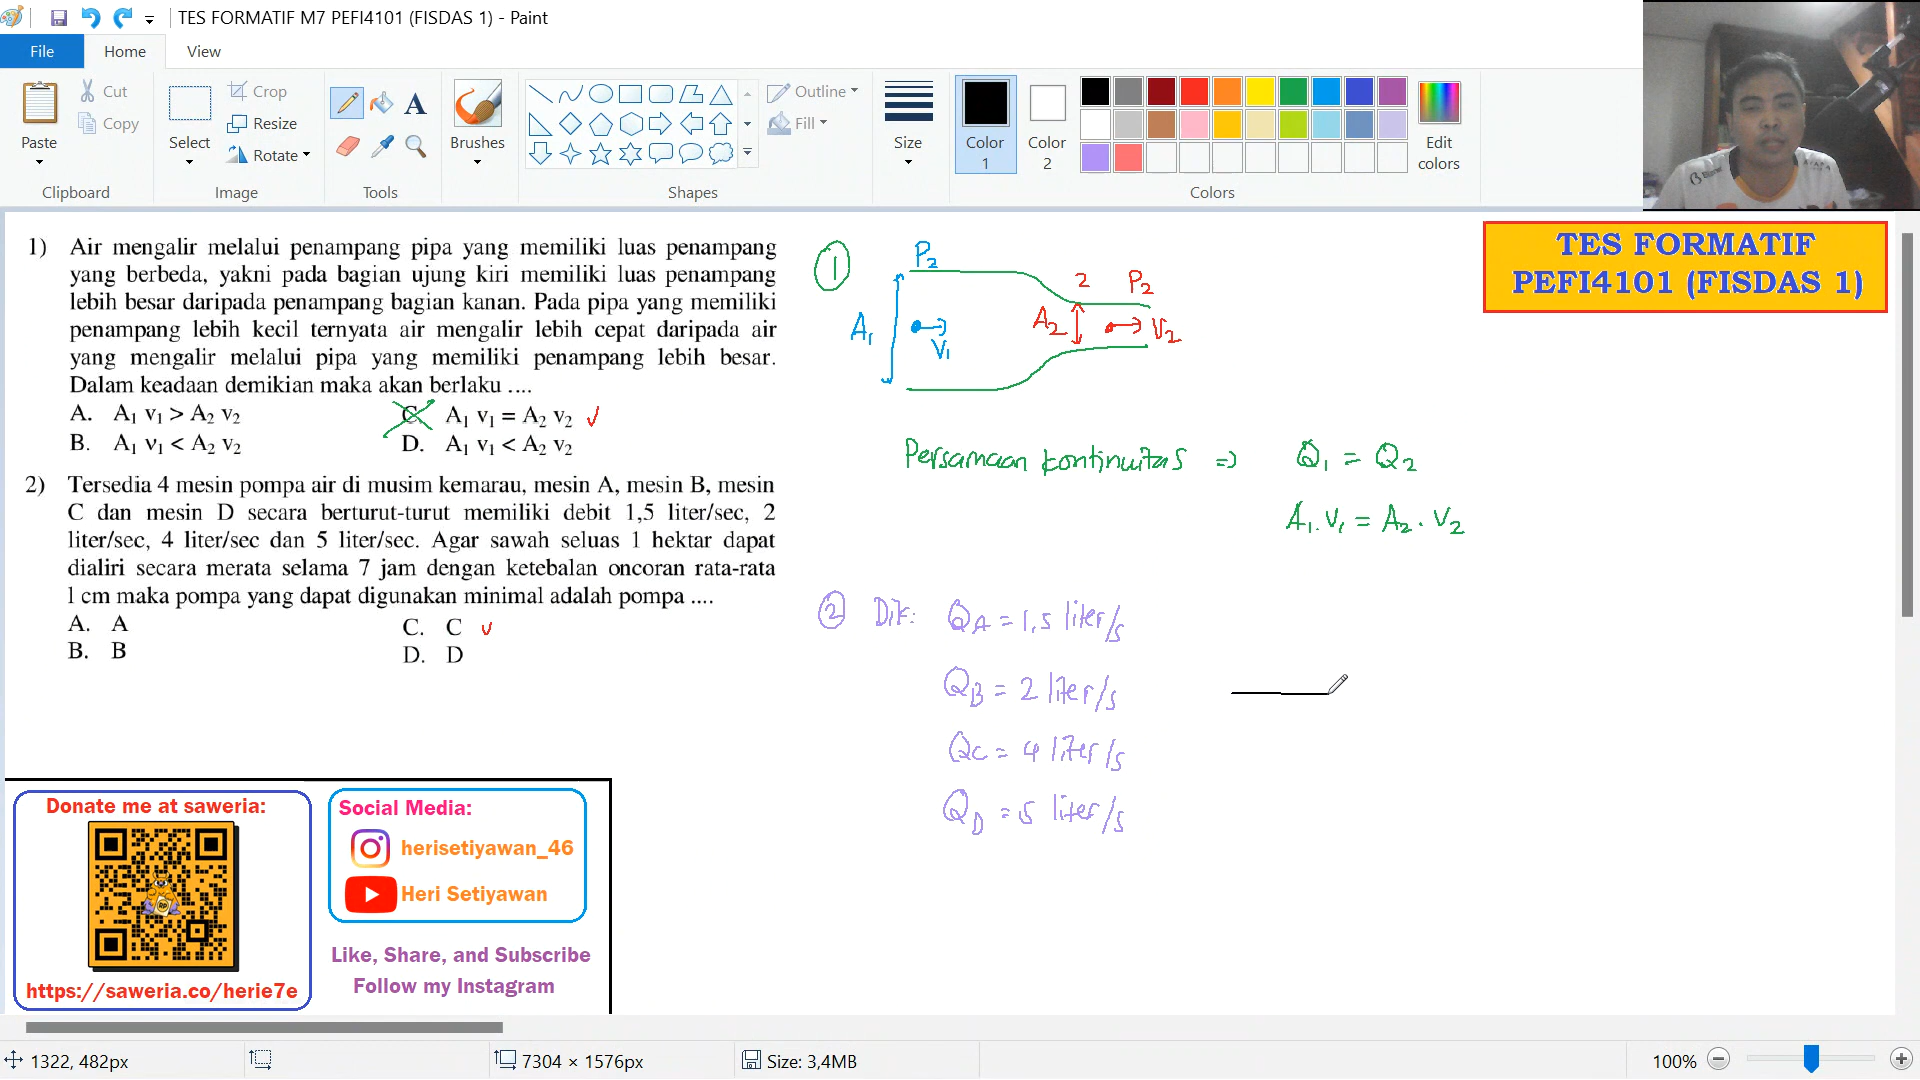 TES FORMATIF M7 PEFI4101 (FISDAS 1) - Paint
File
Home
View
Paste
Cut
Copy
Clipboard
Select
Crop
Resize
Rotate
Image
Tools
Brushes
Shapes
Outline
Fill
Size
Color 1
Color 2
Edit colors
Colors
TES FORMATIF
PEFI4101 (FISDAS 1)
1) Air mengalir melalui penampang pipa yang memiliki luas penampang
yang berbeda, yakni pada bagian ujung kiri memiliki luas penampang
lebih besar daripada penampang bagian kanan. Pada pipa yang memiliki
penampang lebih kecil ternyata air mengalir lebih cepat daripada air
yang mengalir melalui pipa yang memiliki penampang lebih besar.
Dalam keadaan demikian maka akan berlaku ....
A. A₁ v₁ > A₂ v₂
C. A₁ v₁ = A₂ v₂
B. A₁ v₁ < A₂ v₂
D. A₁ v₁ < A₂ v₂
2) Tersedia 4 mesin pompa air di musim kemarau, mesin A, mesin B, mesin
C dan mesin D secara berturut-turut memiliki debit 1,5 liter/sec, 2
liter/sec, 4 liter/sec dan 5 liter/sec. Agar sawah seluas 1 hektar dapat
dialiri secara merata selama 7 jam dengan ketebalan oncoran rata-rata
1 cm maka pompa yang dapat digunakan minimal adalah pompa ....
A. A
C. C
B. B
D. D
1
P₂
2 P₂
A₁
V₁
A₂
V₂
Persamaan kontinuitas => Q₁ = Q₂
A₁ . V₁ = A₂ . V₂
2 Dik: QA = 1,5 liter/s
QB = 2 liter/s
QC = 4 liter/s
QD = 5 liter/s
Donate me at saweria:
https://saweria.co/herie7e
Social Media:
herisetiyawan_46
Heri Setiyawan
Like, Share, and Subscribe
Follow my Instagram
1322, 482px
7304 × 1576px
Size: 3,4MB
100%